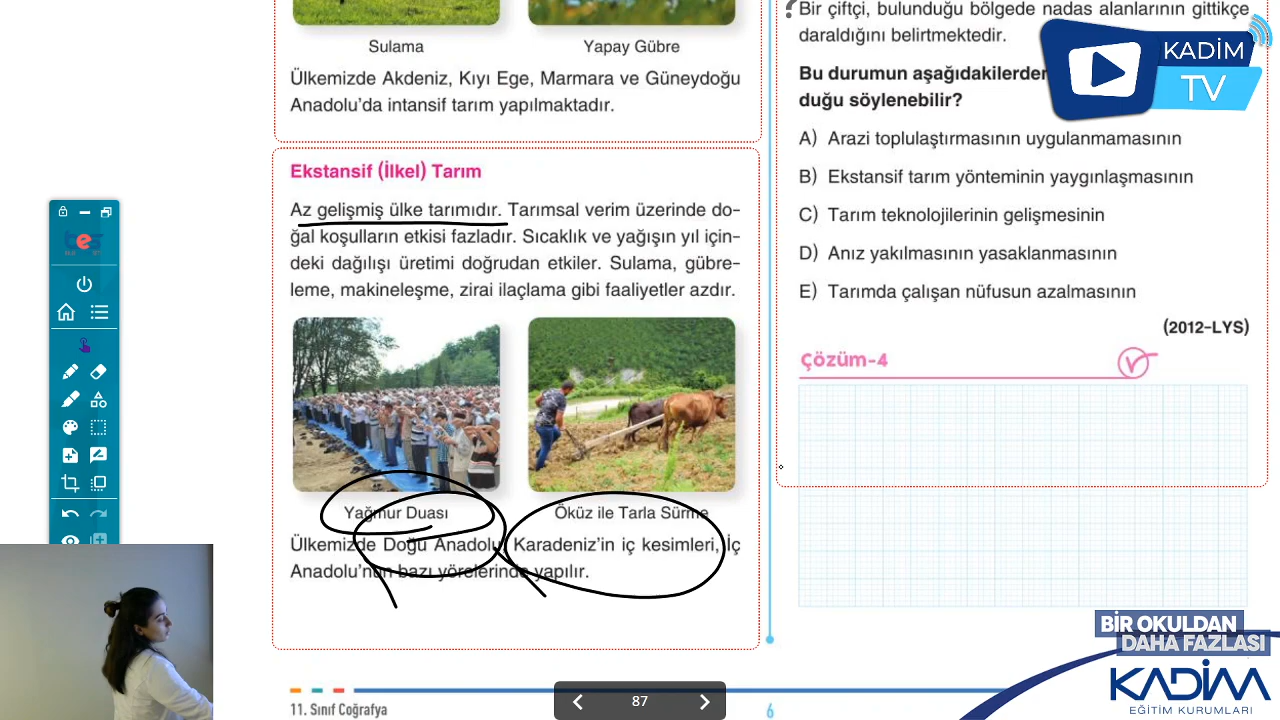 Sulama
Yapay Gübre
Ülkemizde Akdeniz, Kıyı Ege, Marmara ve Güneydoğu
Anadolu’da intansif tarım yapılmaktadır.
Ekstansif (İlkel) Tarım
Az gelişmiş ülke tarımıdır. Tarımsal verim üzerinde do-
ğal koşulların etkisi fazladır. Sıcaklık ve yağışın yıl için-
deki dağılışı üretimi doğrudan etkiler. Sulama, gübre-
leme, makineleşme, zirai ilaçlama gibi faaliyetler azdır.
Yağmur Duası
Öküz ile Tarla Sürme
Ülkemizde Doğu Anadolu, Karadeniz’in iç kesimleri, İç
Anadolu’nun bazı yörelerinde yapılır.
11. Sınıf Coğrafya
87
6
Bir çiftçi, bulunduğu bölgede nadas alanlarının gittikçe
daraldığını belirtmektedir.
Bu durumun aşağıdakilerden
duğu söylenebilir?
A) Arazi toplulaştırmasının uygulanmamasının
B) Ekstansif tarım yönteminin yaygınlaşmasının
C) Tarım teknolojilerinin gelişmesinin
D) Anız yakılmasının yasaklanmasının
E) Tarımda çalışan nüfusun azalmasının
(2012-LYS)
Çözüm-4
KADİM
TV
BİR OKULDAN
DAHA FAZLASI
KADİM
EĞİTİM KURUMLARI